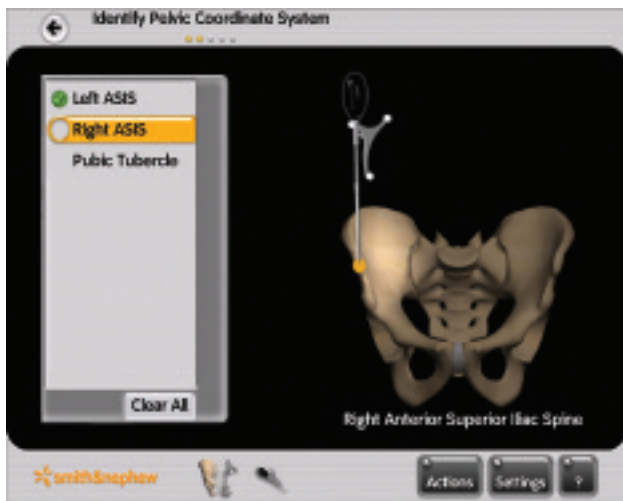 Identify Pelvic Coordinate System
Left ASIS
Right ASIS
Pubic Tubercle
Clear All
Right Anterior Superior Iliac Spine
smith&nephew
Actions
Settings
?